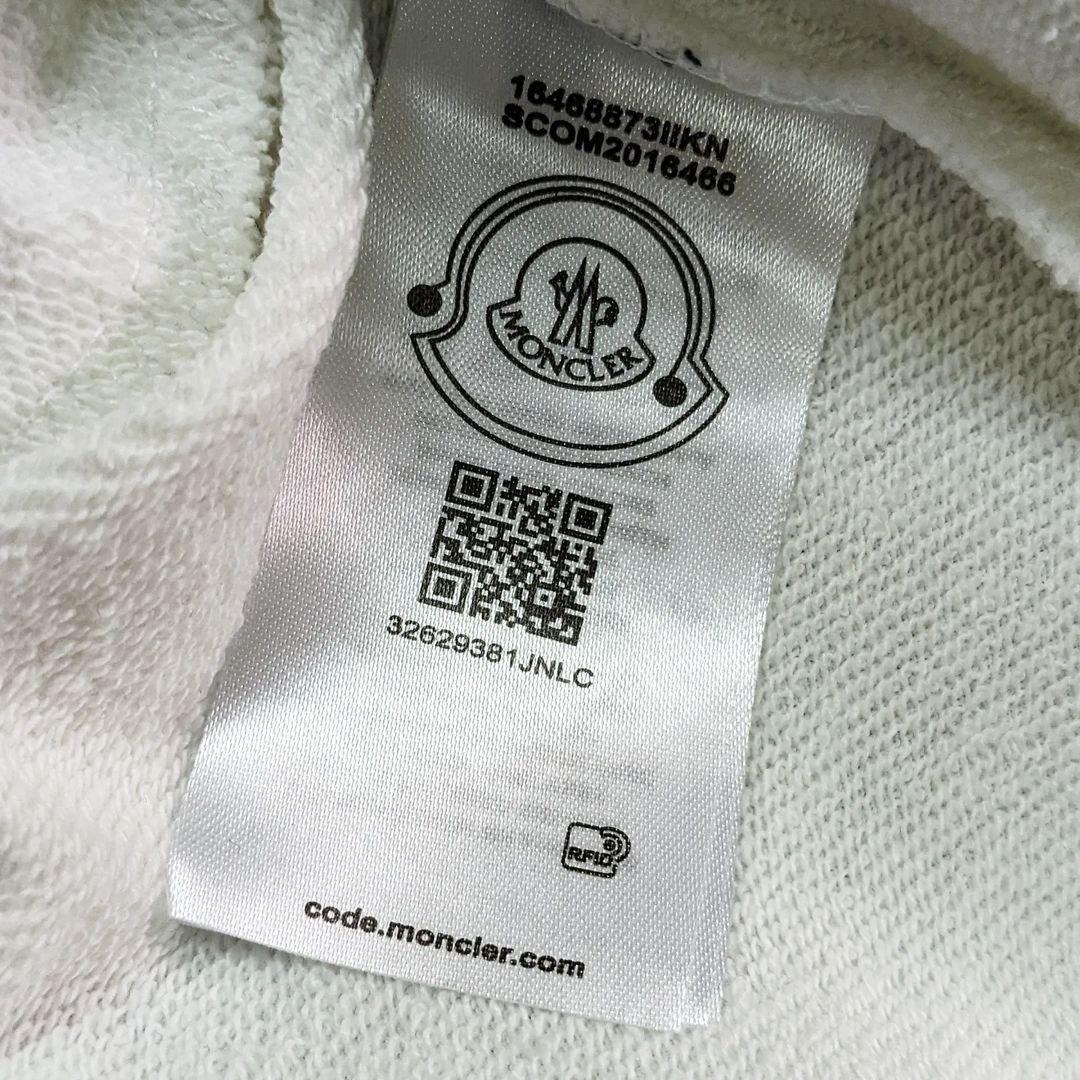 16468873IIKN
SCOM2016466
MONCLER
32629381JNLC
RFID
code.moncler.com